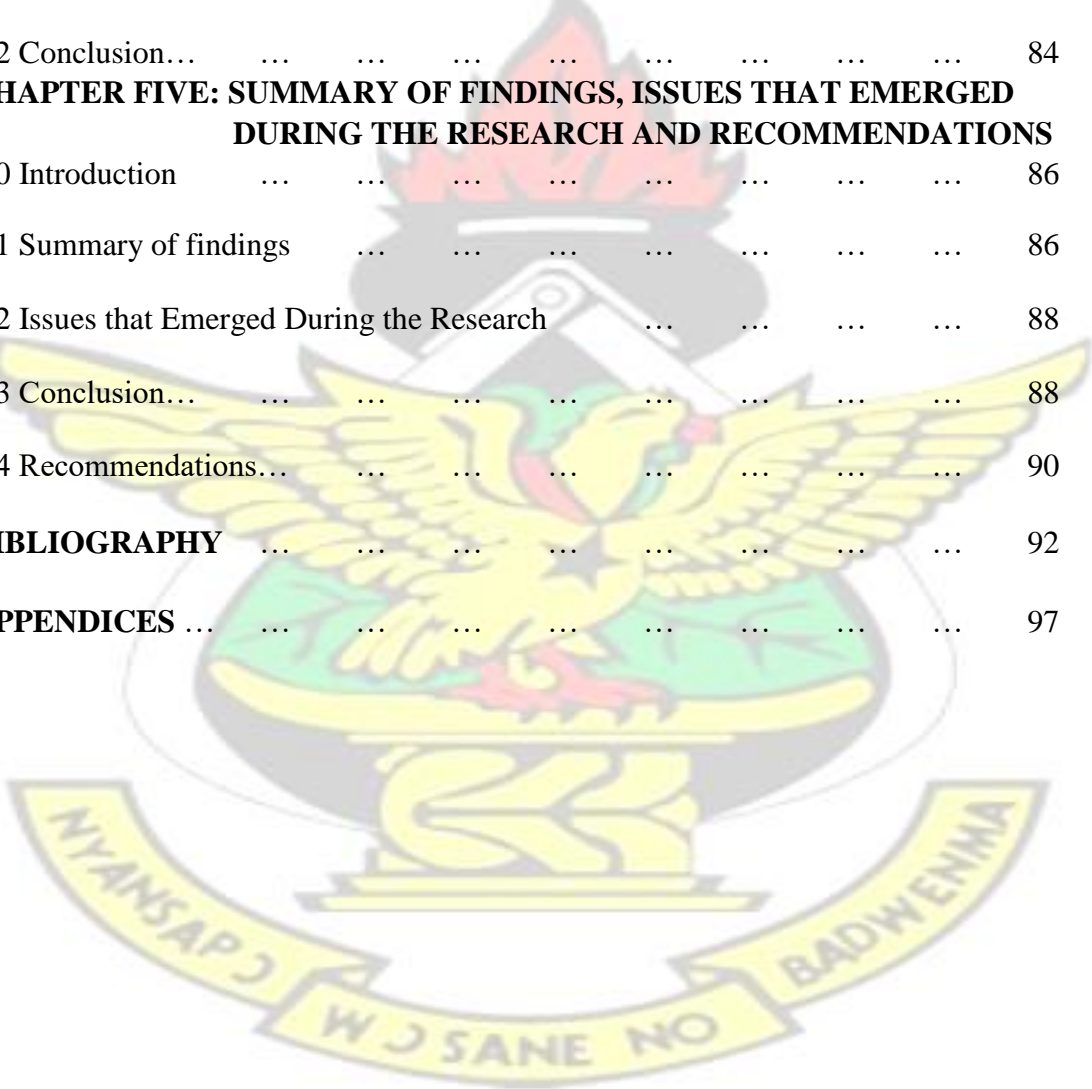 2 Conclusion… … … … … … … … … 84
HAPTER FIVE: SUMMARY OF FINDINGS, ISSUES THAT EMERGED
DURING THE RESEARCH AND RECOMMENDATIONS
0 Introduction … … … … … … … … 86
1 Summary of findings … … … … … … … 86
2 Issues that Emerged During the Research … … … … 88
3 Conclusion… … … … … … … … … 88
4 Recommendations… … … … … … … … 90
IBLIOGRAPHY … … … … … … … … 92
PPENDICES … … … … … … … … … 97
NYANSAPƆ WƆSANE NO BADWENMA